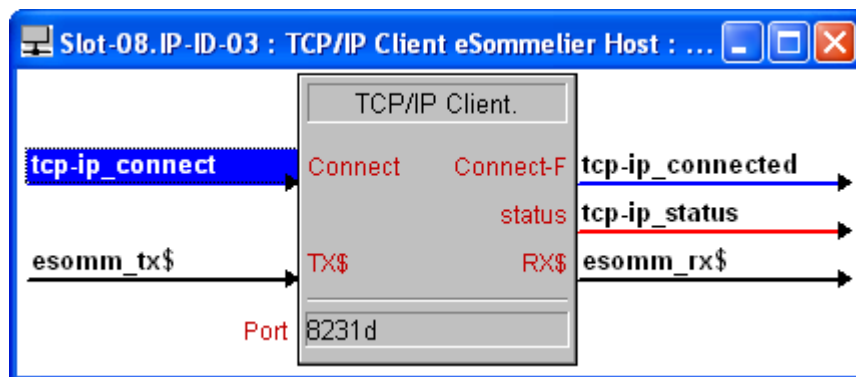 Slot-08.IP-ID-03 : TCP/IP Client eSommelier Host : ...
TCP/IP Client.
tcp-ip_connect Connect Connect-F tcp-ip_connected
status tcp-ip_status
esomm_tx$ TX$ RX$ esomm_rx$
Port 8231d